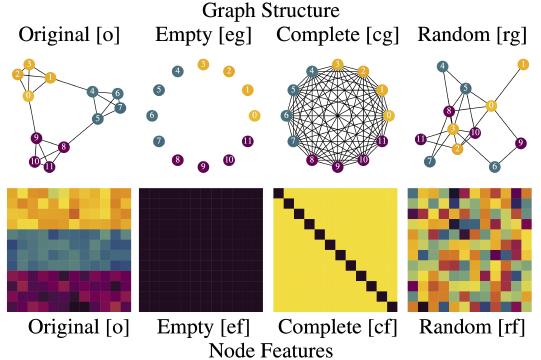 Graph Structure
Original [o] Empty [eg] Complete [cg] Random [rg]
3 2 1 0 4 6 7 5 9 8 10 11
4 3 2 5 1 6 0 7 11 8 9 10
4 3 2 5 1 6 0 7 11 8 9 10
4 1 5 0 8 3 10 11 2 9 7 6
Original [o] Empty [ef] Complete [cf] Random [rf]
Node Features